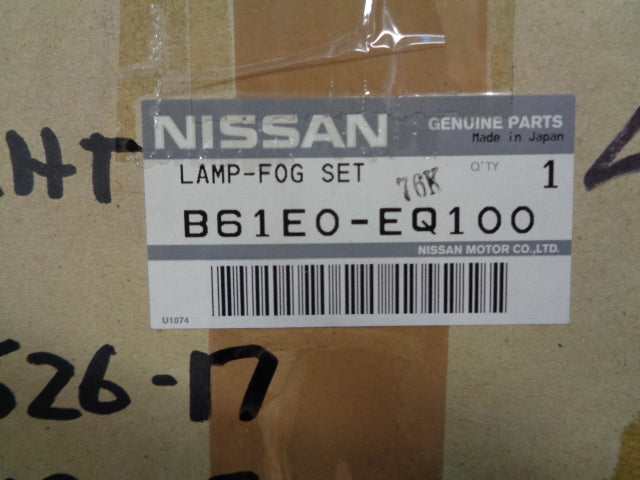 NISSAN
GENUINE PARTS
Made in Japan
LAMP-FOG SET
Q'TY
1
76K
B61E0-EQ100
NISSAN MOTOR CO.,LTD.
U1074
526-17